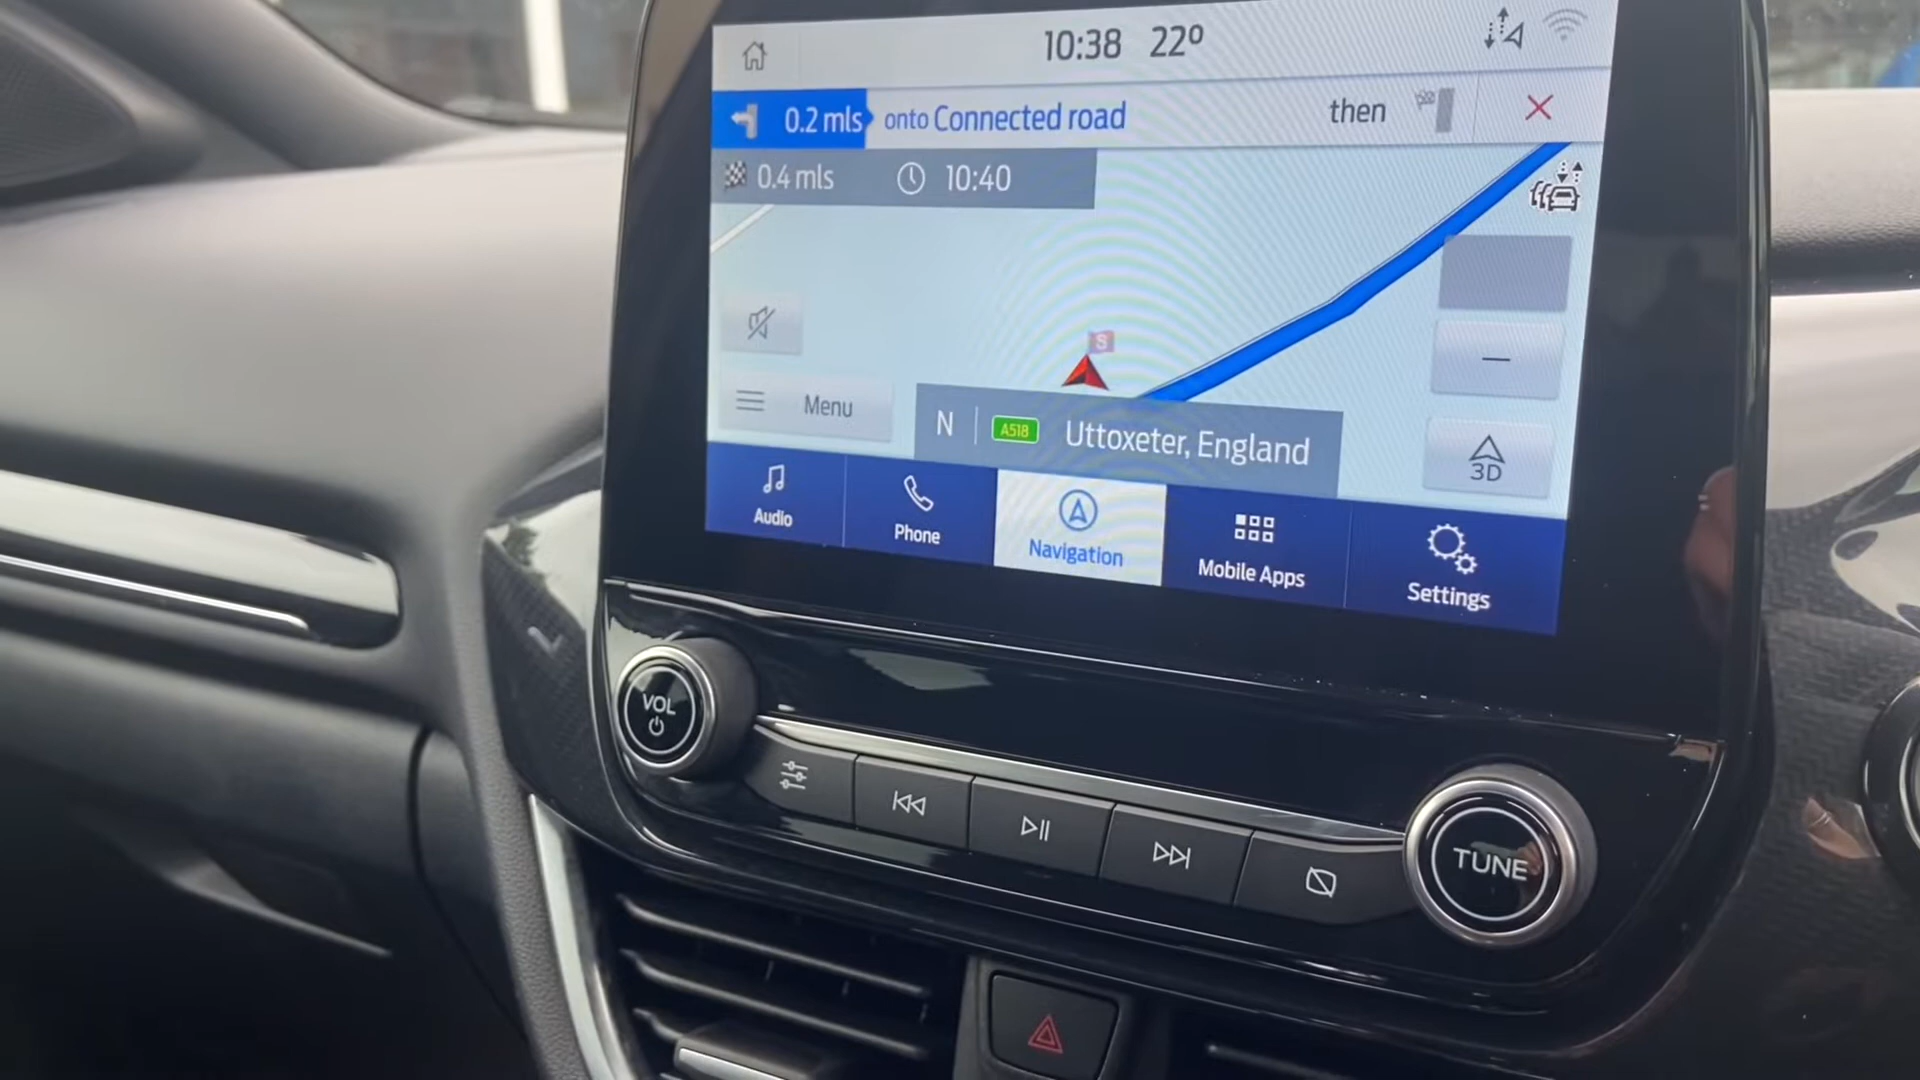 10:38 22º
0.2 mls onto Connected road then
0.4 mls 10:40
S
Menu
N A518 Uttoxeter, England
3D
Audio Phone Navigation Mobile Apps Settings
VOL
TUNE